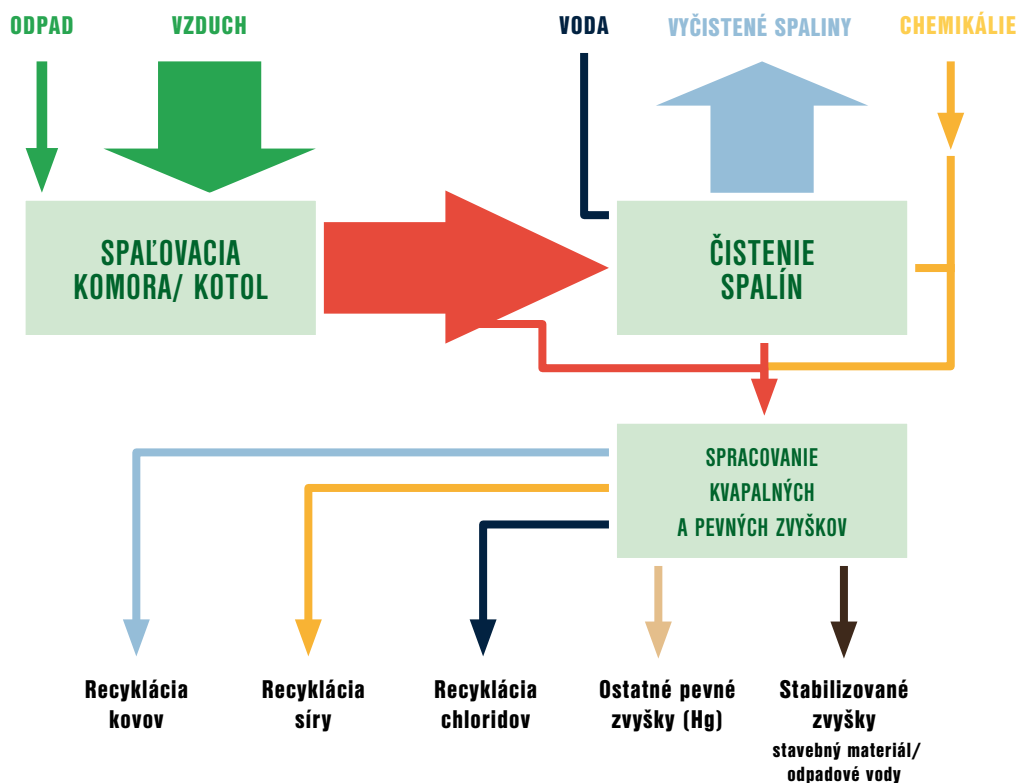 ODPAD
VZDUCH
VODA
VYČISTENÉ SPALINY
CHEMIKÁLIE
SPAĽOVACIA
KOMORA/ KOTOL
ČISTENIE
SPALÍN
SPRACOVANIE
KVAPALNÝCH
A PEVNÝCH ZVYŠKOV
Recyklácia
kovov
Recyklácia
síry
Recyklácia
chloridov
Ostatné pevné
zvyšky (Hg)
Stabilizované
zvyšky
stavebný materiál/
odpadové vody